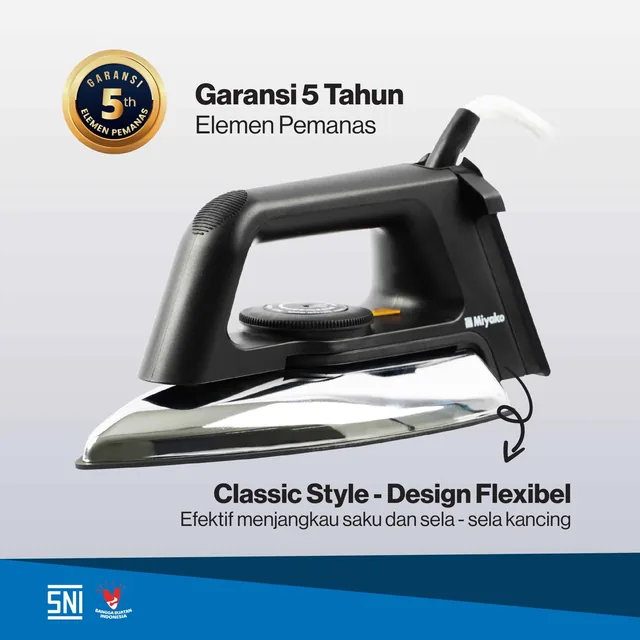 GARANSI
5th
ELEMEN PEMANAS
Garansi 5 Tahun
Elemen Pemanas
Miyako
Classic Style - Design Flexibel
Efektif menjangkau saku dan sela - sela kancing
SNI
BANGGA BUATAN
INDONESIA